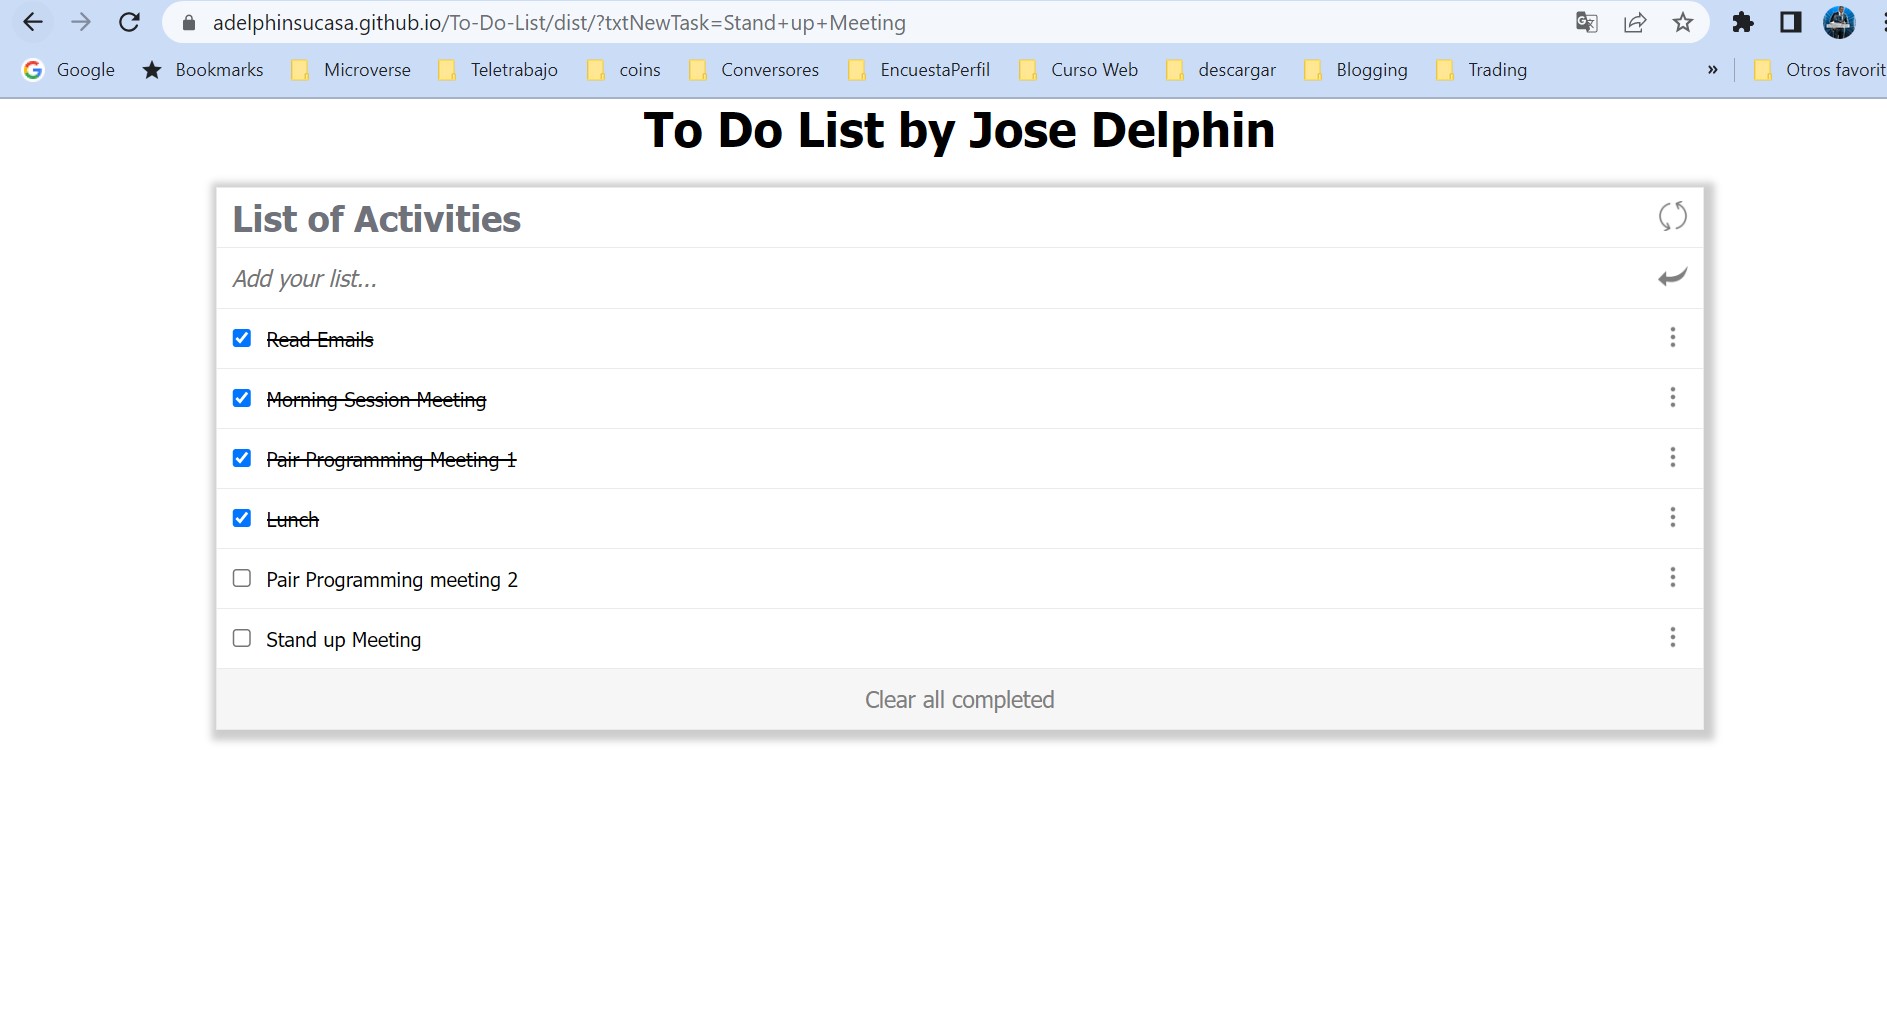 adelphinsucasa.github.io/To-Do-List/dist/?txtNewTask=Stand+up+Meeting
Google Bookmarks Microverse Teletrabajo coins Conversores EncuestaPerfil Curso Web descargar Blogging Trading » Otros favorit
To Do List by Jose Delphin
List of Activities
Add your list...
Read Emails
Morning Session Meeting
Pair Programming Meeting 1
Lunch
Pair Programming meeting 2
Stand up Meeting
Clear all completed